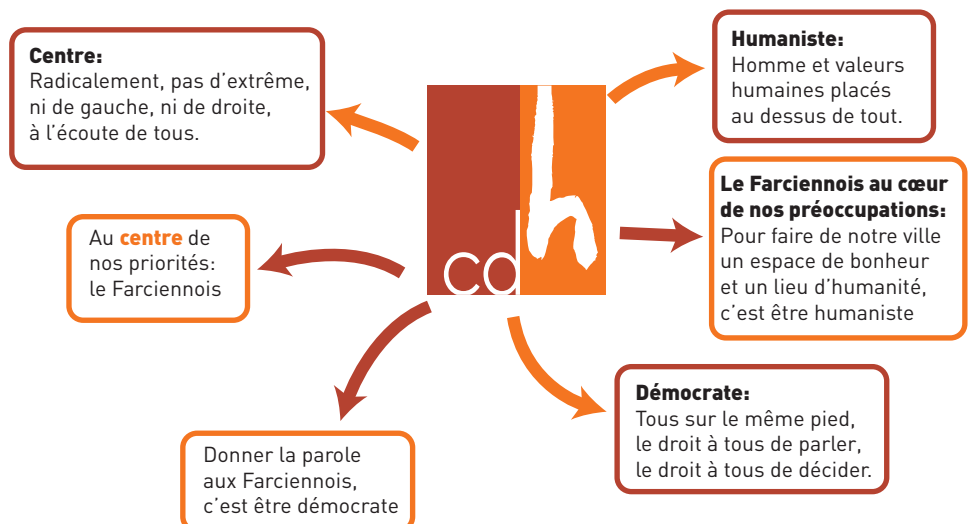 Centre:
Radicalement, pas d'extrême,
ni de gauche, ni de droite,
à l'écoute de tous.
Humaniste:
Homme et valeurs
humaines placés
au dessus de tout.
cdh
Au centre de
nos priorités:
le Farciennois
Le Farciennois au cœur
de nos préoccupations:
Pour faire de notre ville
un espace de bonheur
et un lieu d'humanité,
c'est être humaniste
Donner la parole
aux Farciennois,
c'est être démocrate
Démocrate:
Tous sur le même pied,
le droit à tous de parler,
le droit à tous de décider.